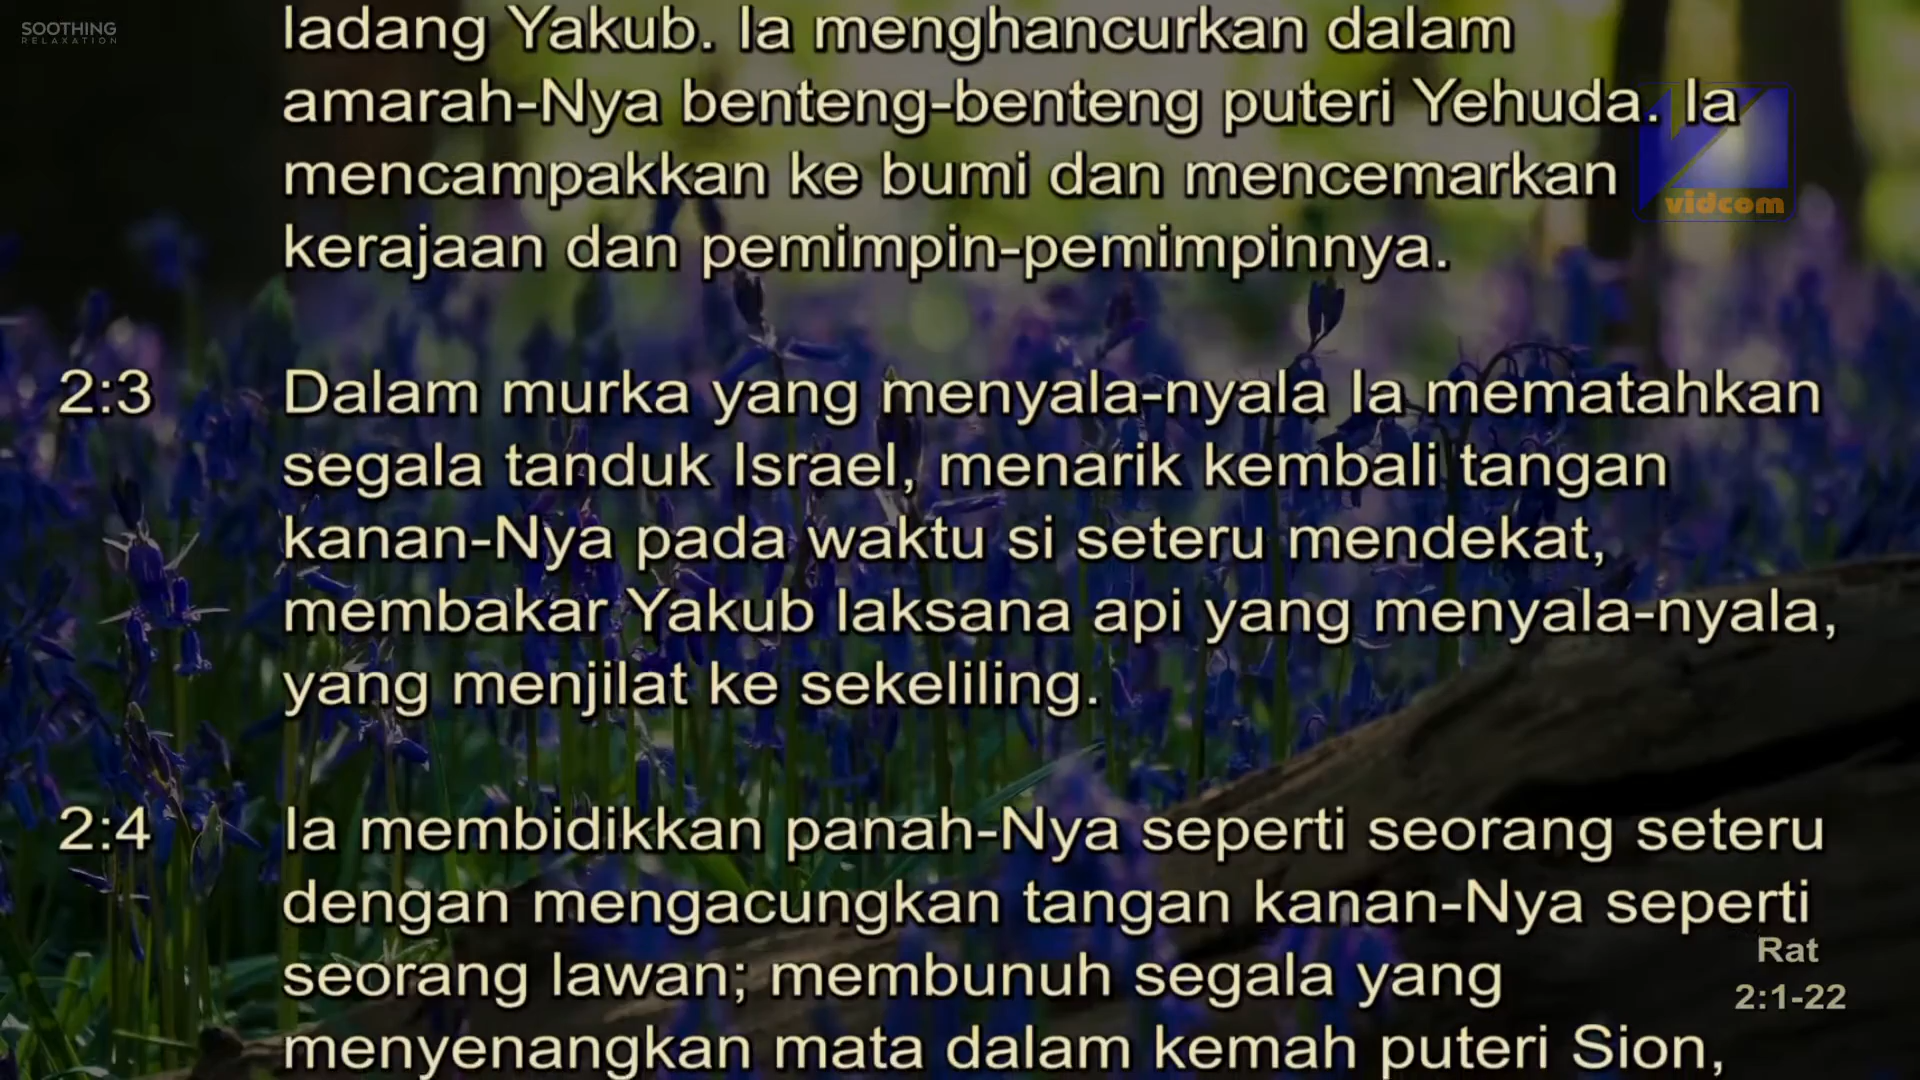 SOOTHING
RELAXATION
ladang Yakub. Ia menghancurkan dalam
amarah-Nya benteng-benteng puteri Yehuda. Ia
mencampakkan ke bumi dan mencemarkan
kerajaan dan pemimpin-pemimpinnya.
vidcom
2:3 Dalam murka yang menyala-nyala Ia mematahkan
segala tanduk Israel, menarik kembali tangan
kanan-Nya pada waktu si seteru mendekat,
membakar Yakub laksana api yang menyala-nyala,
yang menjilat ke sekeliling.
2:4 Ia membidikkan panah-Nya seperti seorang seteru
dengan mengacungkan tangan kanan-Nya seperti
seorang lawan; membunuh segala yang
menyenangkan mata dalam kemah puteri Sion,
Rat
2:1-22